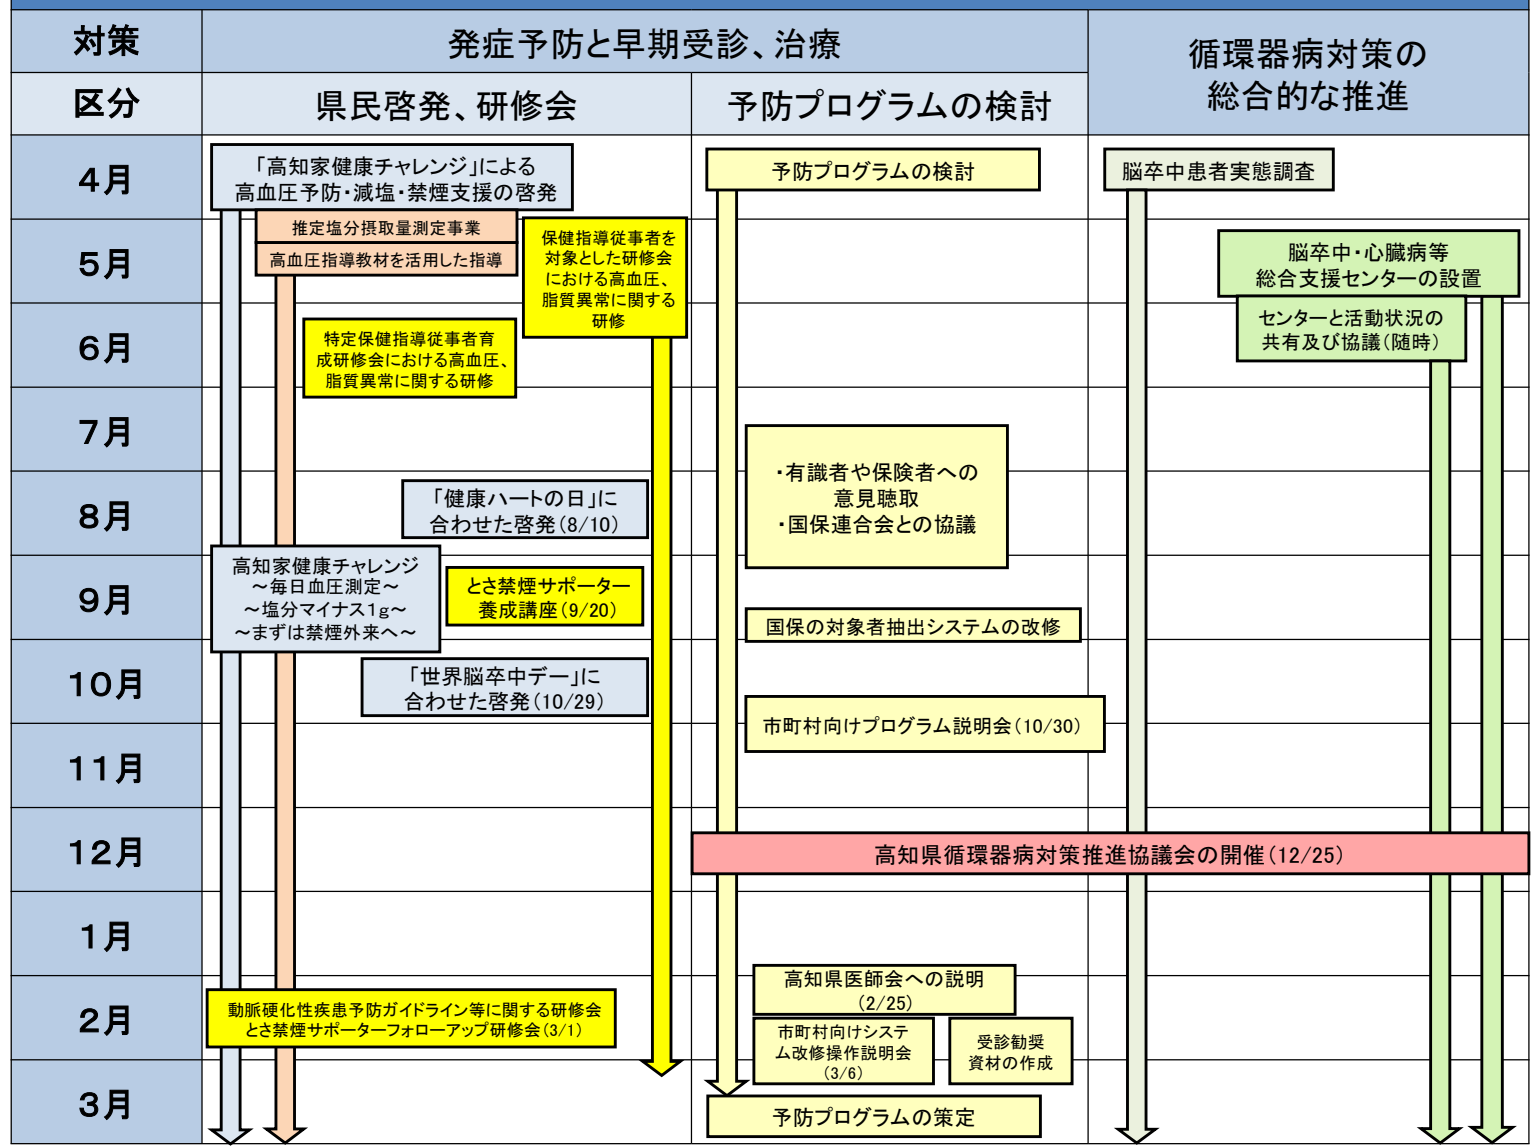 対策
発症予防と早期受診、治療
循環器病対策の
総合的な推進
区分
県民啓発、研修会
予防プログラムの検討
4月
「高知家健康チャレンジ」による
高血圧予防・減塩・禁煙支援の啓発
予防プログラムの検討
脳卒中患者実態調査
推定塩分摂取量測定事業
高血圧指導教材を活用した指導
保健指導従事者を
対象とした研修会
における高血圧、
脂質異常に関する
研修
5月
脳卒中・心臓病等
総合支援センターの設置
センターと活動状況の
共有及び協議(随時)
6月
特定保健指導従事者育
成研修会における高血圧、
脂質異常に関する研修
7月
・有識者や保険者への
意見聴取
・国保連合会との協議
8月
「健康ハートの日」に
合わせた啓発(8/10)
9月
高知家健康チャレンジ
～毎日血圧測定～
～塩分マイナス1g～
～まずは禁煙外来へ～
とさ禁煙サポーター
養成講座(9/20)
国保の対象者抽出システムの改修
10月
「世界脳卒中デー」に
合わせた啓発(10/29)
市町村向けプログラム説明会(10/30)
11月
12月
高知県循環器病対策推進協議会の開催(12/25)
1月
高知県医師会への説明
(2/25)
2月
動脈硬化性疾患予防ガイドライン等に関する研修会
とさ禁煙サポーターフォローアップ研修会(3/1)
市町村向けシステ
ム改修操作説明会
(3/6)
受診勧奨
資材の作成
3月
予防プログラムの策定